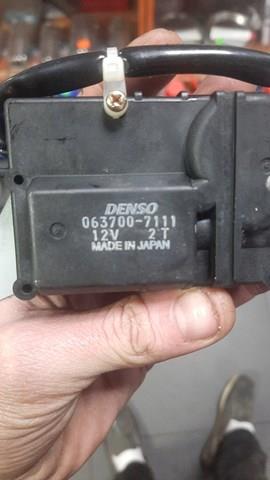 DENSO
063700-7111
12V 2T
MADE IN JAPAN